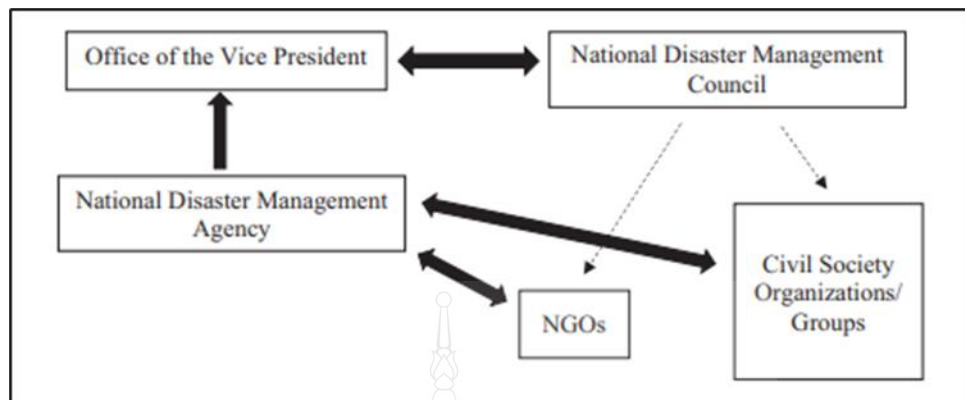 Office of the Vice President
National Disaster Management
Council
National Disaster Management
Agency
NGOs
Civil Society
Organizations/
Groups